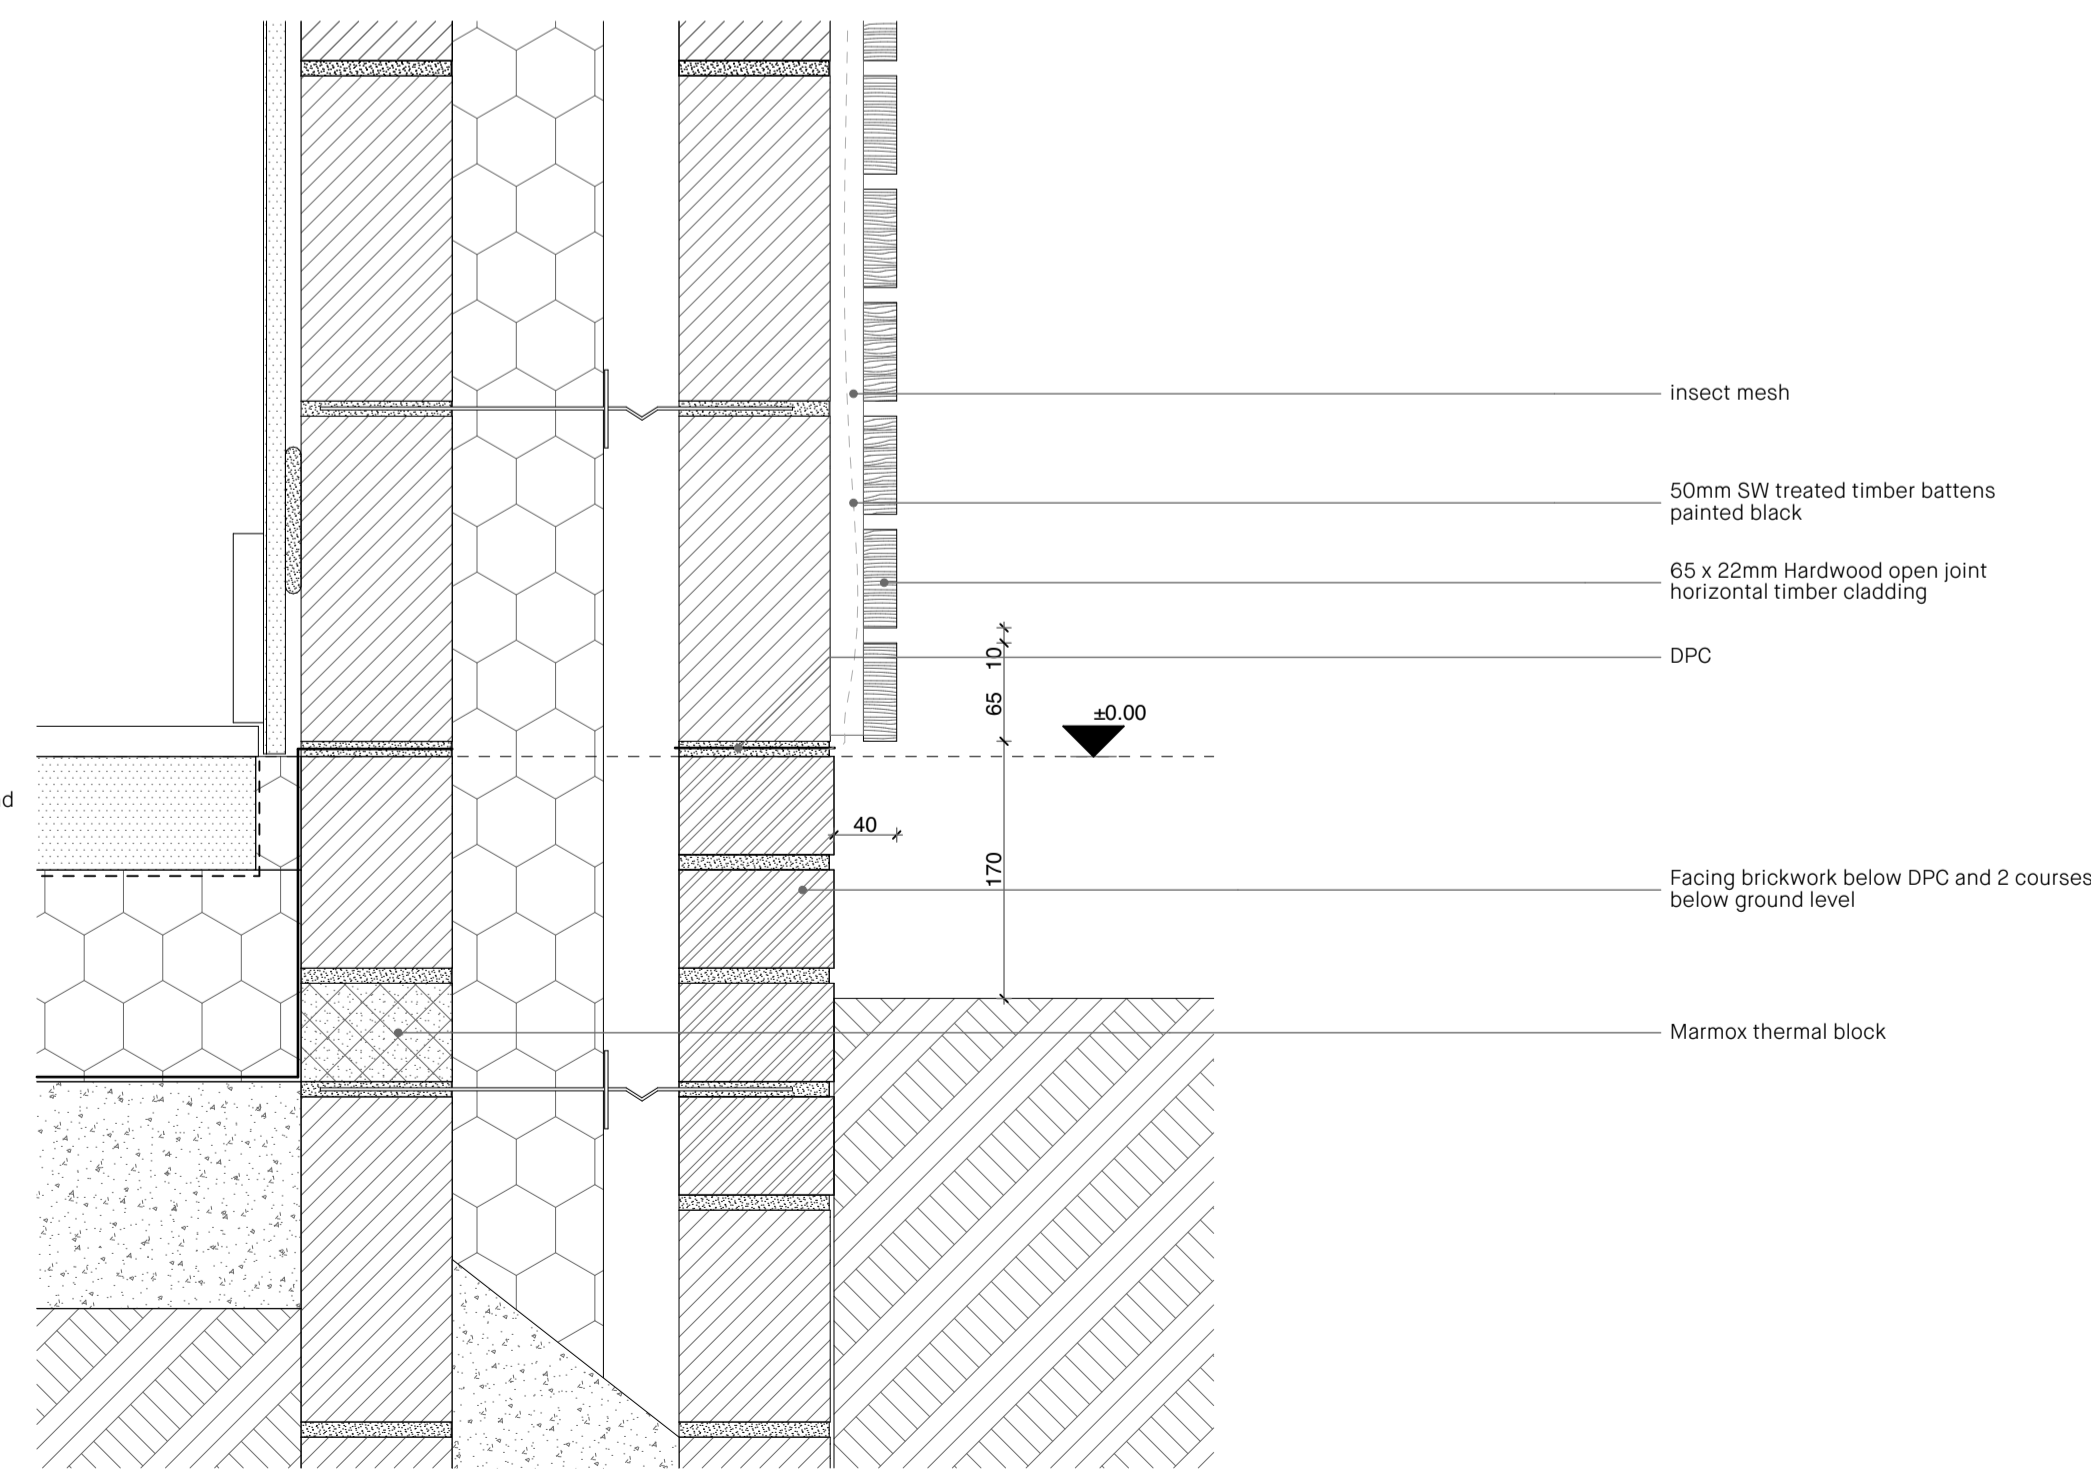 insect mesh
50mm SW treated timber battens
painted black
65 x 22mm Hardwood open joint
horizontal timber cladding
10
DPC
65
±0.00
d
40
170
Facing brickwork below DPC and 2 courses
below ground level
Marmox thermal block